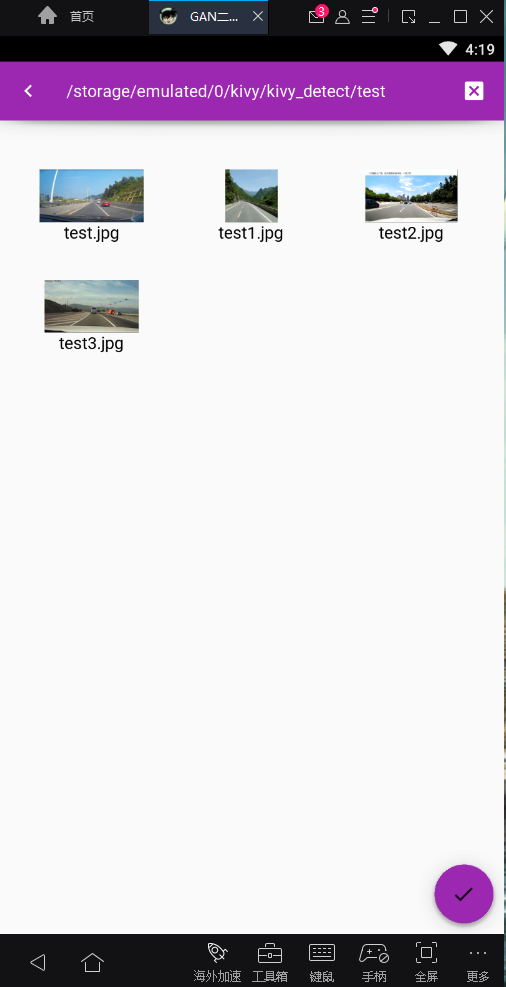 首页
GAN二...
3
4:19
/storage/emulated/0/kivy/kivy_detect/test
test.jpg
test1.jpg
test2.jpg
test3.jpg
海外加速
工具箱
键鼠
手柄
全屏
更多